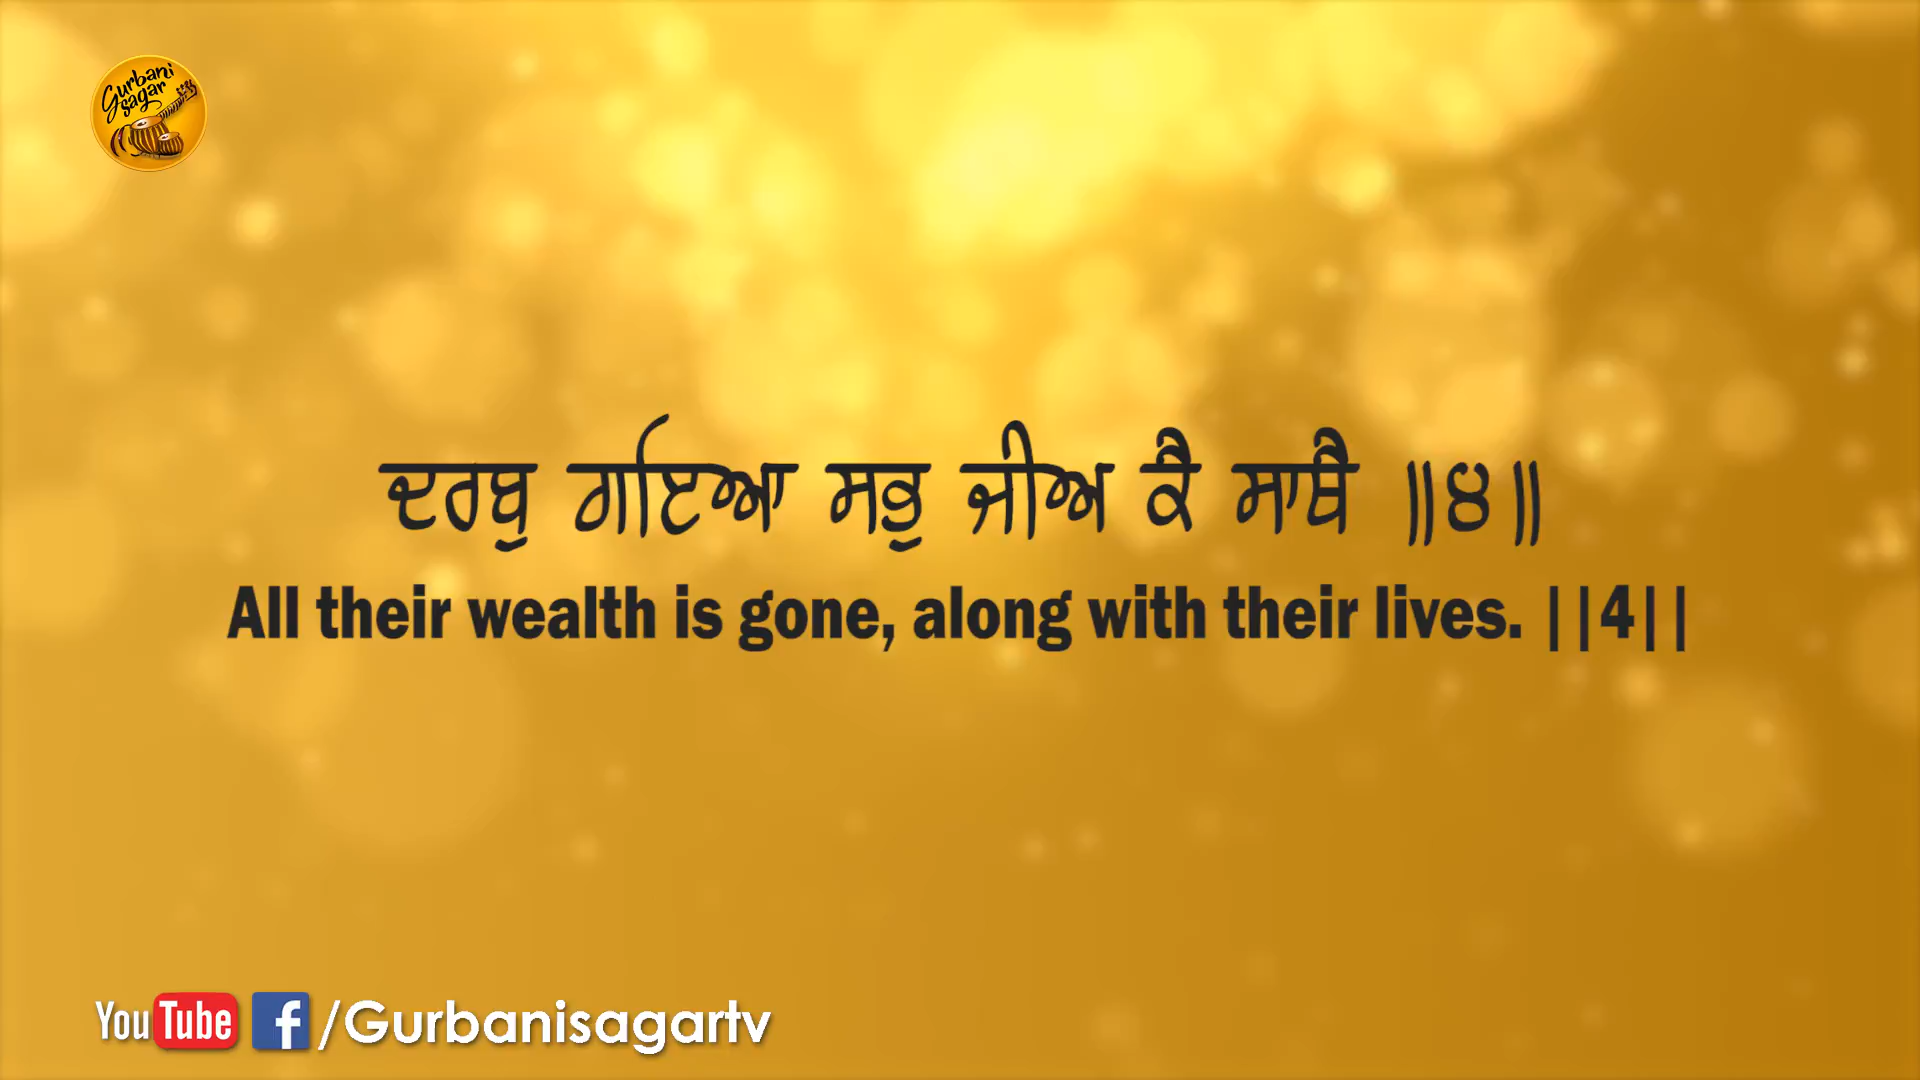 Gurbani
sagar
ਦਰਬੁ ਗਇਆ ਸਭੁ ਜੀਅ ਕੈ ਸਾਥੈ ॥੪॥
All their wealth is gone, along with their lives. ||4||
YouTube f /Gurbanisagartv